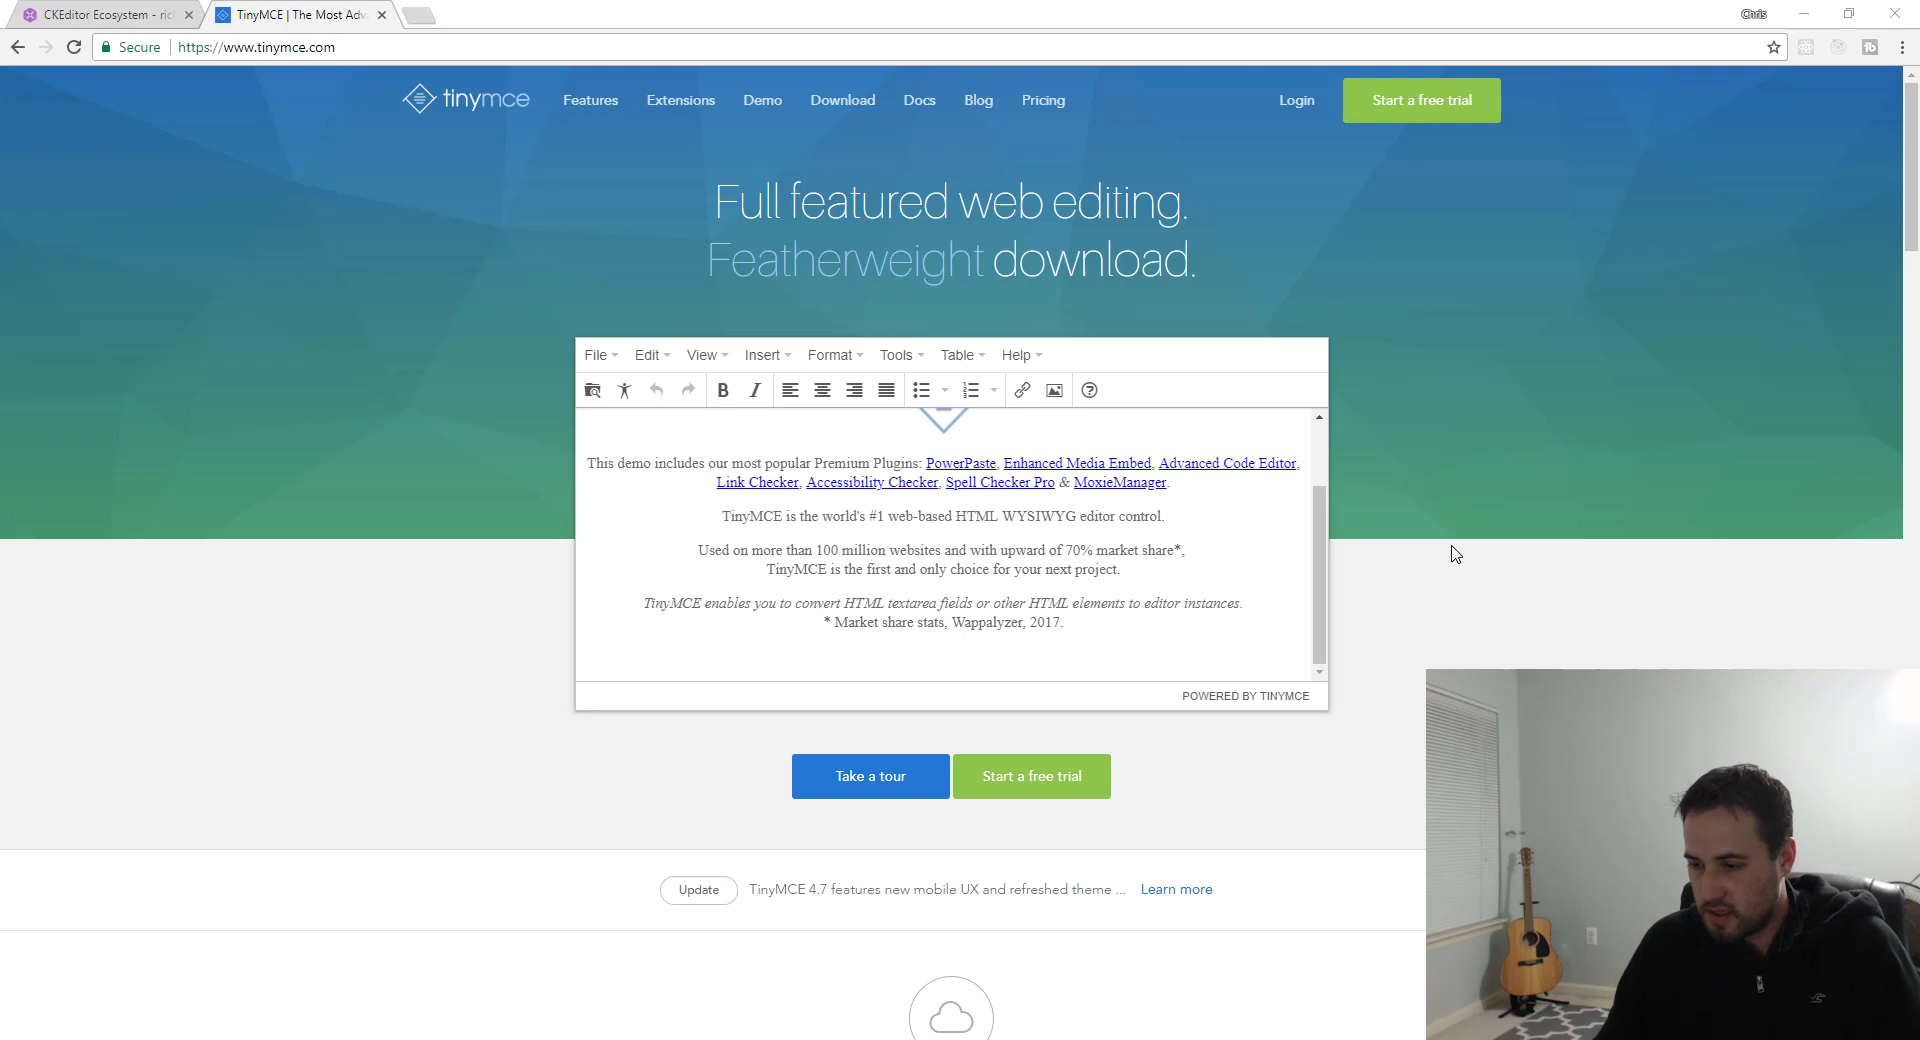 CKEditor Ecosystem - ric
TinyMCE | The Most Adv
Chris
Secure
https://www.tinymce.com
tinymce
Features
Extensions
Demo
Download
Docs
Blog
Pricing
Login
Start a free trial
Full featured web editing.
Featherweight download.
File
Edit
View
Insert
Format
Tools
Table
Help
This demo includes our most popular Premium Plugins: PowerPaste, Enhanced Media Embed, Advanced Code Editor,
Link Checker, Accessibility Checker, Spell Checker Pro & MoxieManager.
TinyMCE is the world's #1 web-based HTML WYSIWYG editor control.
Used on more than 100 million websites and with upward of 70% market share*,
TinyMCE is the first and only choice for your next project.
TinyMCE enables you to convert HTML textarea fields or other HTML elements to editor instances.
* Market share stats, Wappalyzer, 2017.
POWERED BY TINYMCE
Take a tour
Start a free trial
Update
TinyMCE 4.7 features new mobile UX and refreshed theme ...
Learn more